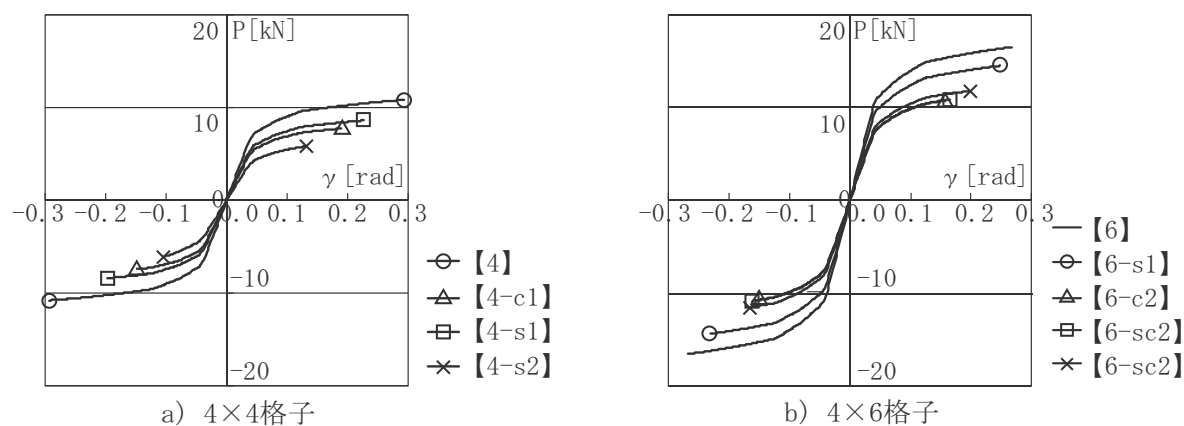 20 P[kN]
10
γ [rad]
0
-0.3 -0.2 -0.1 0.0 0.1 0.2 0.3
-10
-20
【4】
【4-c1】
【4-s1】
【4-s2】
a) 4×4格子
20 P[kN]
10
γ [rad]
0
-0.3 -0.2 -0.1 0.0 0.1 0.2 0.3
-10
-20
【6】
【6-s1】
【6-c2】
【6-sc2】
【6-sc2】
b) 4×6格子